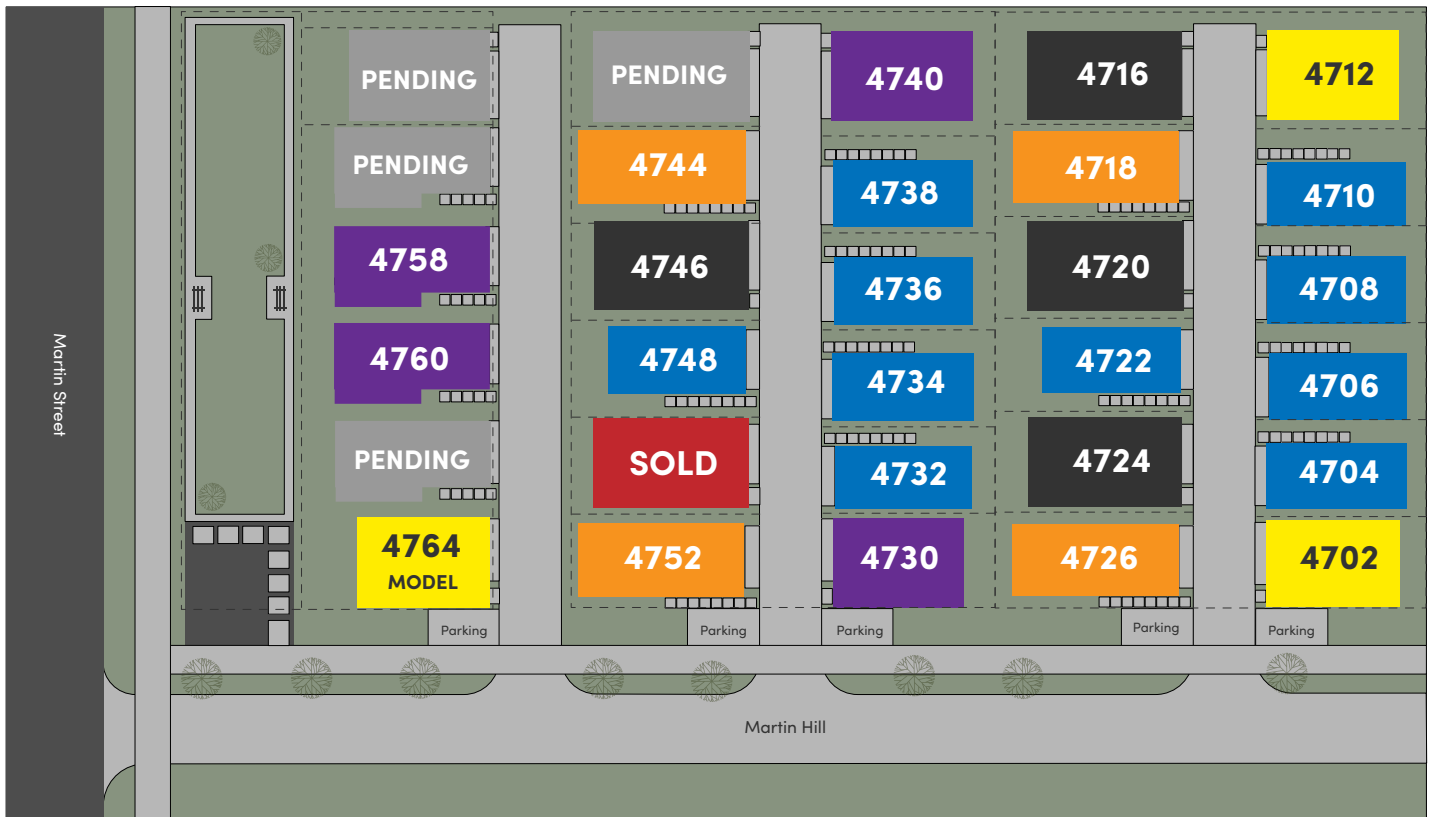 PENDING
PENDING
4740
4716
4712
PENDING
4744
4738
4718
4710
4758
4746
4736
4720
4708
4760
4748
4734
4722
4706
PENDING
SOLD
4732
4724
4704
4764
MODEL
4752
4730
4726
4702
Parking
Parking
Parking
Parking
Parking
Martin Street
Martin Hill